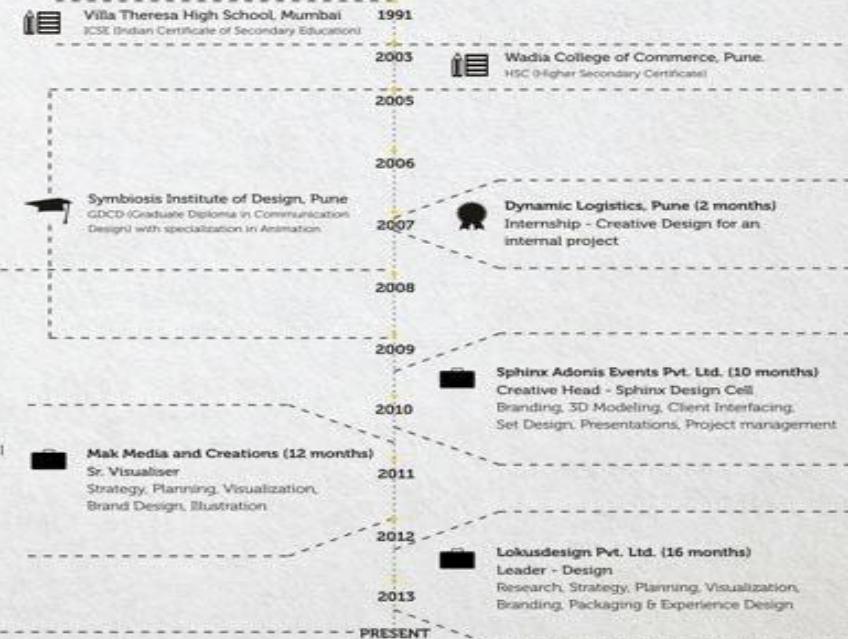 Villa Theresa High School, Mumbai
ICSE (Indian Certificate of Secondary Education)
1991
2003
Wadia College of Commerce, Pune.
HSC (Higher Secondary Certificate)
2005
2006
Symbiosis Institute of Design, Pune
GDCD (Graduate Diploma in Communication
Design) with specialization in Animation
Dynamic Logistics, Pune (2 months)
Internship - Creative Design for an
internal project
2007
2008
2009
Sphinx Adonis Events Pvt. Ltd. (10 months)
Creative Head - Sphinx Design Cell
Branding, 3D Modeling, Client Interfacing,
Set Design, Presentations, Project management
2010
Mak Media and Creations (12 months)
Sr. Visualiser
Strategy, Planning, Visualization,
Brand Design, Illustration
2011
2012
Lokusdesign Pvt. Ltd. (16 months)
Leader - Design
Research, Strategy, Planning, Visualization,
Branding, Packaging & Experience Design
2013
PRESENT